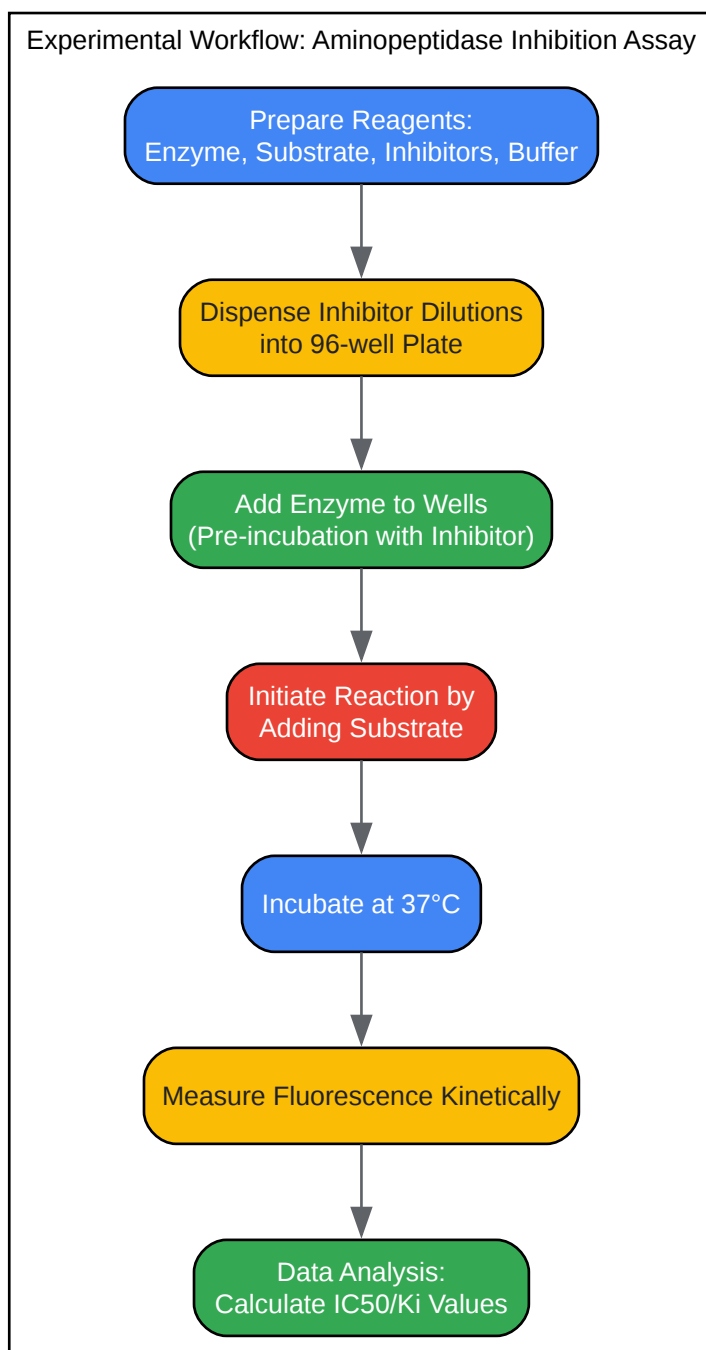 Experimental Workflow: Aminopeptidase Inhibition Assay
Prepare Reagents:
Enzyme, Substrate, Inhibitors, Buffer
Dispense Inhibitor Dilutions
into 96-well Plate
Add Enzyme to Wells
(Pre-incubation with Inhibitor)
Initiate Reaction by
Adding Substrate
Incubate at 37°C
Measure Fluorescence Kinetically
Data Analysis:
Calculate IC50/Ki Values